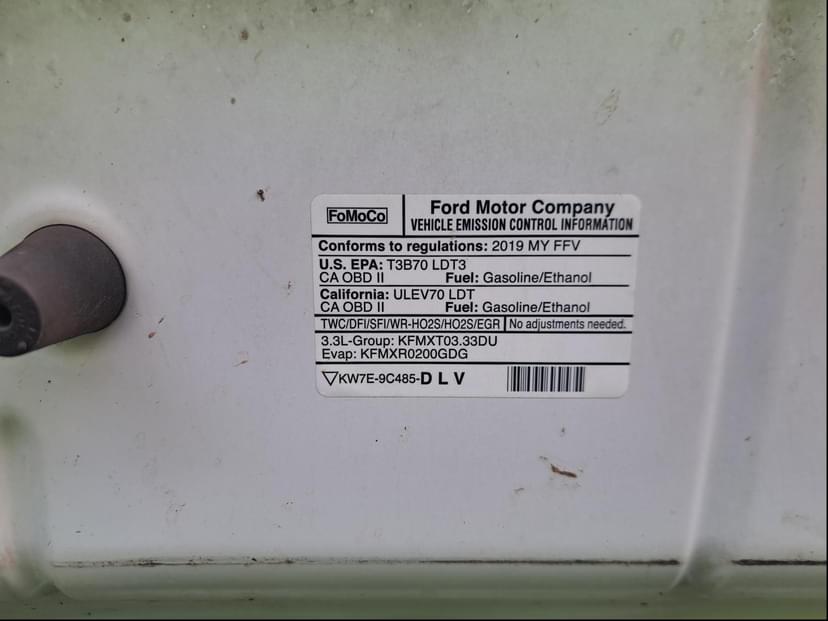 FoMoCo
Ford Motor Company
VEHICLE EMISSION CONTROL INFORMATION
Conforms to regulations: 2019 MY FFV
U.S. EPA: T3B70 LDT3
CA OBD II Fuel: Gasoline/Ethanol
California: ULEV70 LDT
CA OBD II Fuel: Gasoline/Ethanol
TWC/DFI/SFI/WR-HO2S/HO2S/EGR No adjustments needed.
3.3L-Group: KFMXT03.33DU
Evap: KFMXR0200GDG
▽KW7E-9C485-D L V